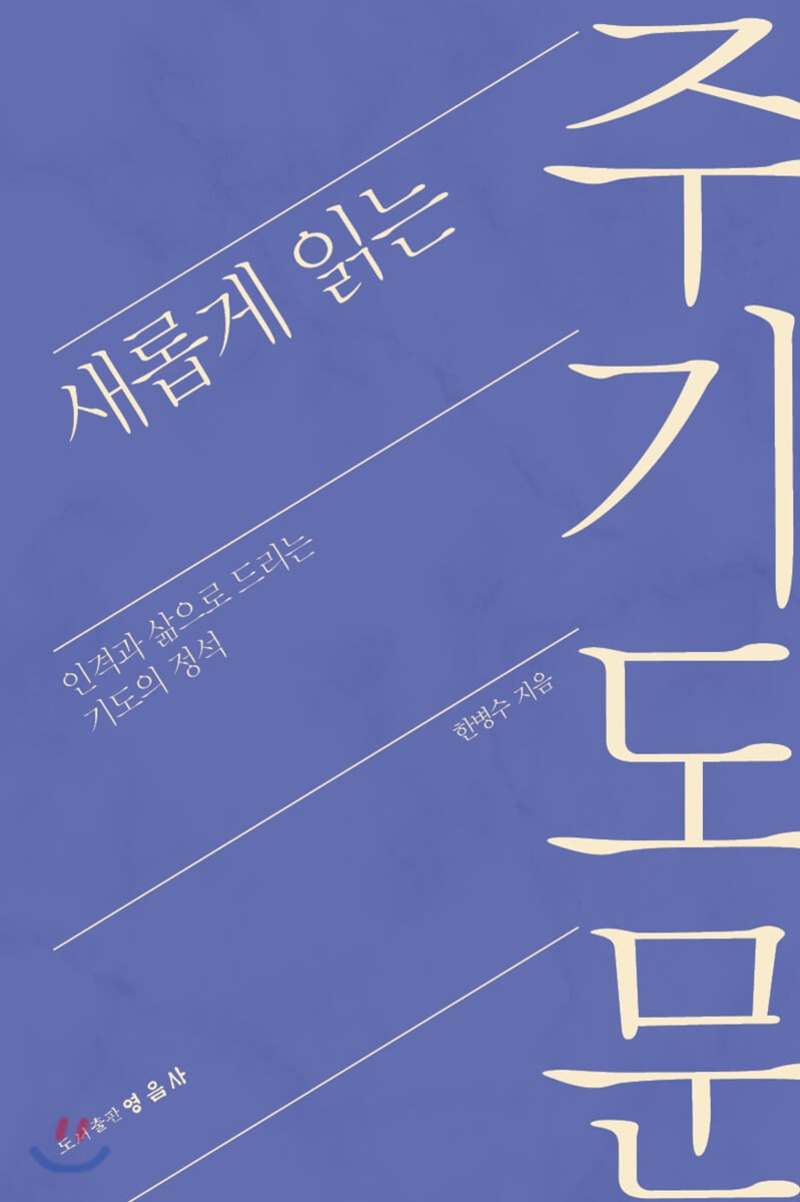 새롭게 읽는
주기도문
인격과 삶으로 드리는
기도의 정석
한병수 지음
도서출판 영음사